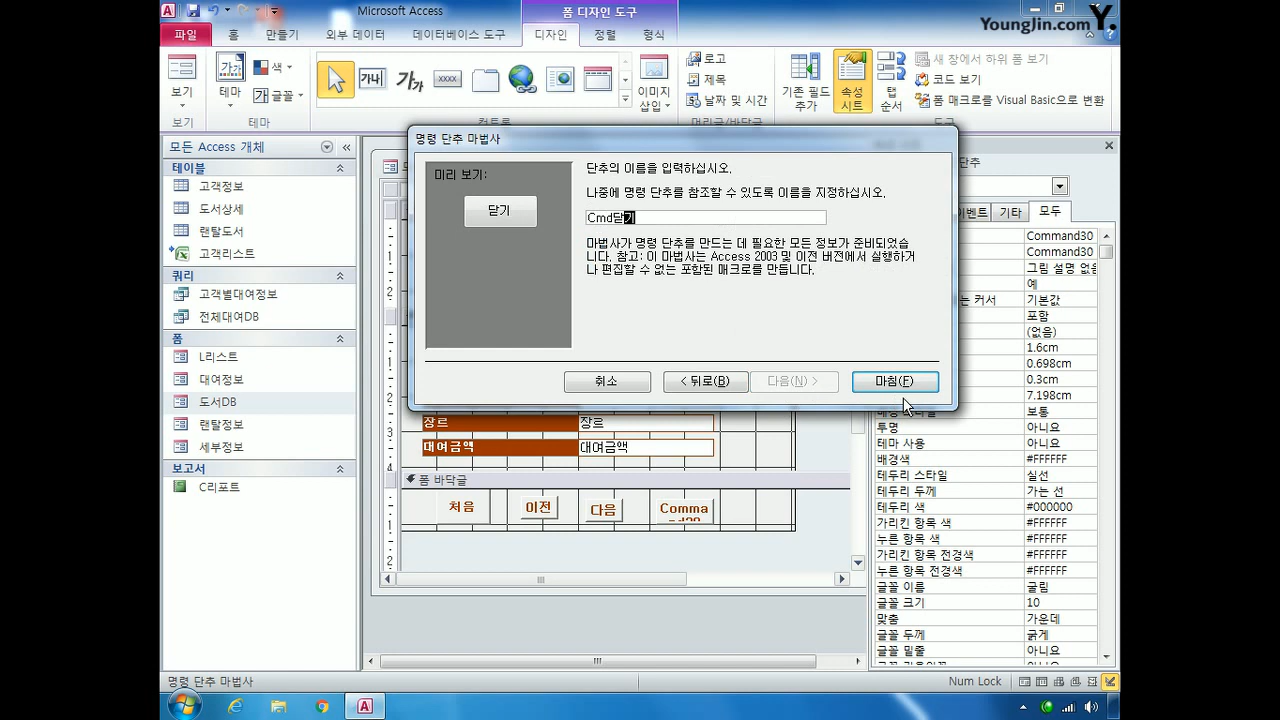 Microsoft Access
폼 디자인 도구
Younglin.com
파일
홈
만들기
외부 데이터
데이터베이스 도구
디자인
정렬
형식
보기
테마
색
글꼴
가나
가가
xxxx
이미지
삽입
로고
제목
날짜 및 시간
기존 필드
추가
속성
시트
탭
순서
새 창에서 하위 폼 보기
코드 보기
폼 매크로를 Visual Basic으로 변환
보기
테마
컨트롤
머리글/바닥글
도구
모든 Access 개체
테이블
고객정보
도서상세
랜탈도서
고객리스트
쿼리
고객별대여정보
전체대여DB
폼
L리스트
대여정보
도서DB
랜탈정보
세부정보
보고서
C리포트
명령 단추 마법사
미리 보기:
닫기
단추의 이름을 입력하십시오.
나중에 명령 단추를 참조할 수 있도록 이름을 지정하십시오.
Cmd닫기
마법사가 명령 단추를 만드는 데 필요한 모든 정보가 준비되었습
니다. 참고: 이 마법사는 Access 2003 및 이전 버전에서 실행하거
나 편집할 수 없는 포함된 매크로를 만듭니다.
취소
< 뒤로(B)
다음(N) >
마침(F)
장르
장르
대여금액
대여금액
폼 바닥글
처음
이전
다음
Comma
단추
기타
모두
Command30
Command30
예
는 커서
기본값
포함
(없음)
1.6cm
0.698cm
0.3cm
7.198cm
보통
투명
아니요
테마 사용
아니요
배경색
#FFFFFF
테두리 스타일
실선
테두리 두께
가는 선
테두리 색
#000000
가리킨 항목 색
#FFFFFF
누른 항목 색
#FFFFFF
가리킨 항목 전경색
#FFFFFF
누른 항목 전경색
#FFFFFF
글꼴 이름
굴림
글꼴 크기
10
맞춤
가운데
글꼴 두께
굵게
글꼴 밑줄
아니요
명령 단추 마법사
Num Lock